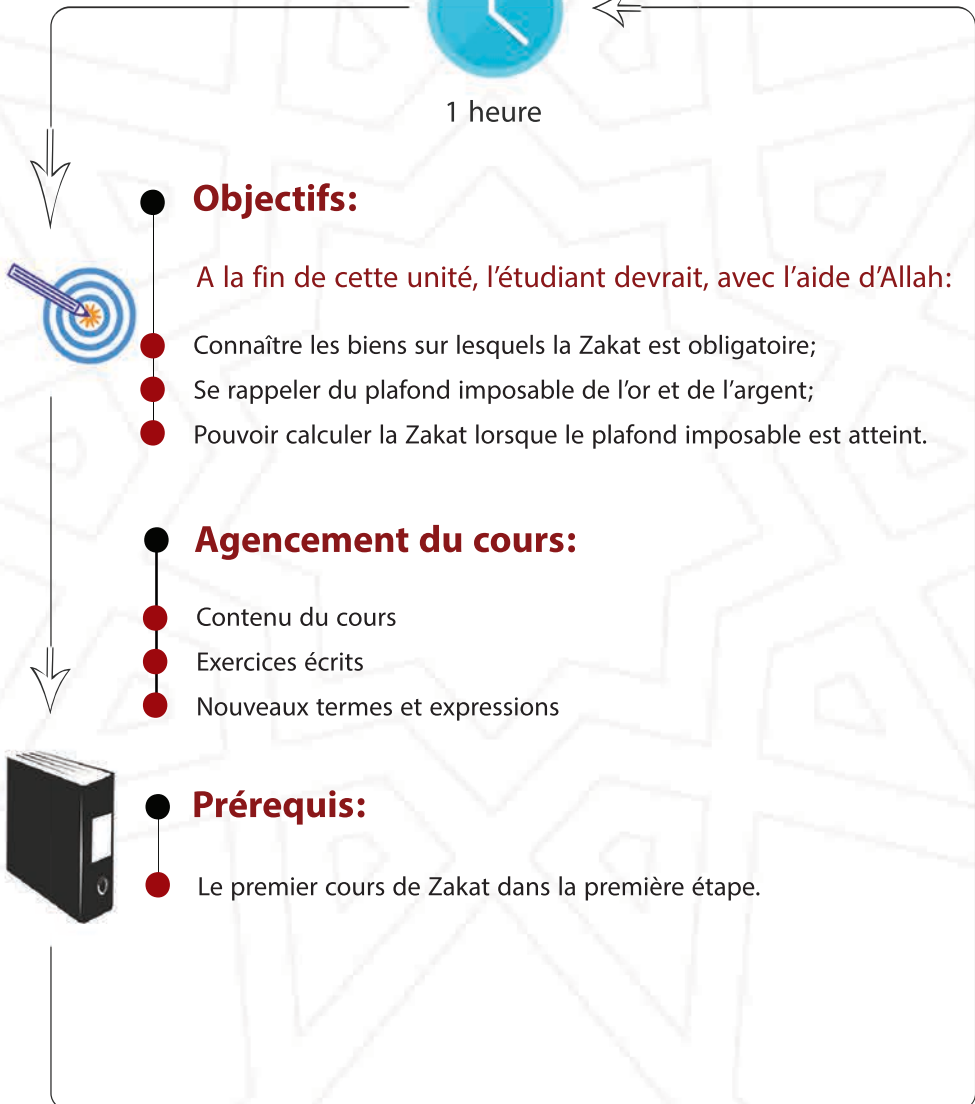 1 heure
Objectifs:
A la fin de cette unité, l’étudiant devrait, avec l’aide d’Allah:
Connaître les biens sur lesquels la Zakat est obligatoire;
Se rappeler du plafond imposable de l’or et de l’argent;
Pouvoir calculer la Zakat lorsque le plafond imposable est atteint.
Agencement du cours:
Contenu du cours
Exercices écrits
Nouveaux termes et expressions
Prérequis:
Le premier cours de Zakat dans la première étape.